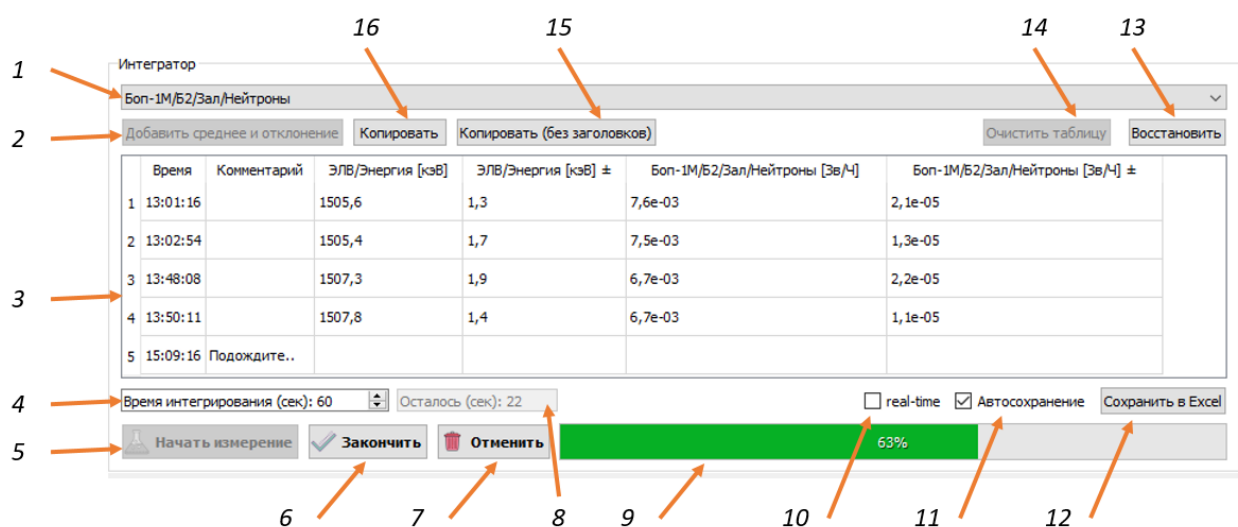 16 15 14 13
1 Интегратор
Боп-1М/Б2/Зал/Нейтроны
2 Добавить среднее и отклонение Копировать Копировать (без заголовков) Очистить таблицу Восстановить
Время Комментарий ЭЛВ/Энергия [кэВ] ЭЛВ/Энергия [кэВ] ± Боп-1М/Б2/Зал/Нейтроны [Зв/Ч] Боп-1М/Б2/Зал/Нейтроны [Зв/Ч] ±
1 13:01:16 1505,6 1,3 7,6e-03 2,1e-05
2 13:02:54 1505,4 1,7 7,5e-03 1,3e-05
3 13:48:08 1507,3 1,9 6,7e-03 2,2e-05
3
4 13:50:11 1507,8 1,4 6,7e-03 1,1e-05
5 15:09:16 Подождите..
4 Время интегрирования (сек): 60 Осталось (сек): 22 real-time Автосохранение Сохранить в Excel
5 Начать измерение Закончить Отменить 63%
6 7 8 9 10 11 12